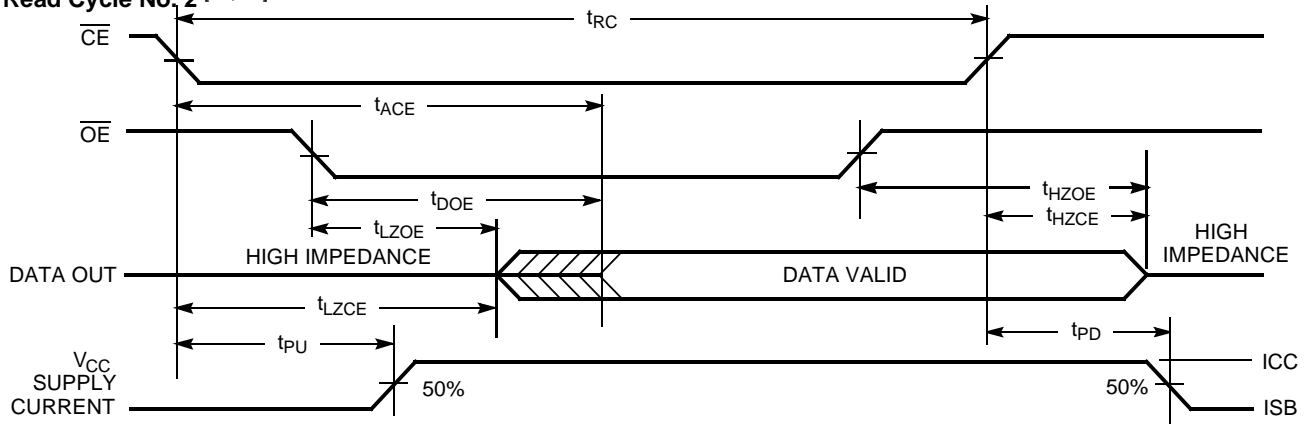 Read Cycle No. 2
tRC
CE
tACE
OE
tDOE
tHZOE
tLZOE
tHZCE
HIGH IMPEDANCE
HIGH
IMPEDANCE
DATA OUT
DATA VALID
tLZCE
tPU
tPD
VCC
SUPPLY
CURRENT
50%
50%
ICC
ISB